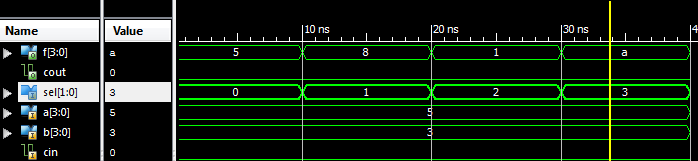 Name Value 10 ns 20 ns 30 ns 4
f[3:0] a 5 8 1 a
cout 0
sel[1:0] 3 0 1 2 3
a[3:0] 5 5
b[3:0] 3 3
cin 0